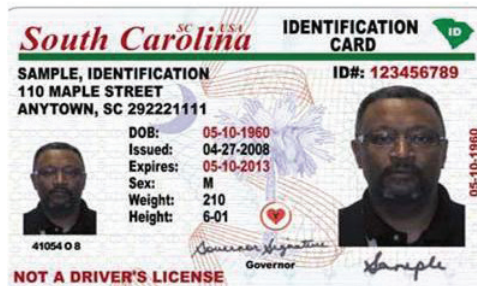 South Carolina SC USA
IDENTIFICATION CARD
ID
SAMPLE, IDENTIFICATION
110 MAPLE STREET
ANYTOWN, SC 292221111
ID#: 123456789
DOB: 05-10-1960
Issued: 04-27-2008
Expires: 05-10-2013
Sex: M
Weight: 210
Height: 6-01
05-10-1960
41054 O 8
Governor Signature
Governor
Sample
NOT A DRIVER'S LICENSE